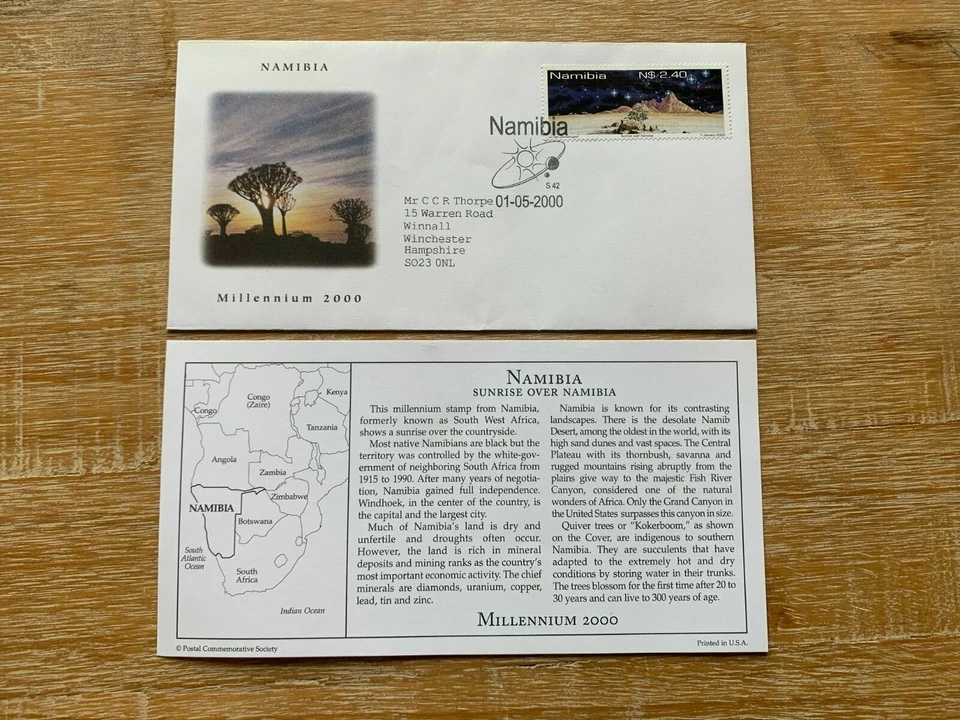 NAMIBIA
Namibia N$ 2.40
Namibia
S 42
01-05-2000
Mr C C R Thorpe
15 Warren Road
Winnall
Winchester
Hampshire
SO23 0NL
Millennium 2000
Congo
Congo
(Zaire)
Kenya
Tanzania
Angola
Zambia
Zimbabwe
NAMIBIA
Botswana
South
Atlantic
Ocean
South
Africa
Indian Ocean
NAMIBIA
SUNRISE OVER NAMIBIA
This millennium stamp from Namibia,
formerly known as South West Africa,
shows a sunrise over the countryside.
Most native Namibians are black but the
territory was controlled by the white-gov-
ernment of neighboring South Africa from
1915 to 1990. After many years of negotia-
tion, Namibia gained full independence.
Windhoek, in the center of the country, is
the capital and the largest city.
Much of Namibia's land is dry and
unfertile and droughts often occur.
However, the land is rich in mineral
deposits and mining ranks as the country's
most important economic activity. The chief
minerals are diamonds, uranium, copper,
lead, tin and zinc.
Namibia is known for its contrasting
landscapes. There is the desolate Namib
Desert, among the oldest in the world, with its
high sand dunes and vast spaces. The Central
Plateau with its thornbush, savanna and
rugged mountains rising abruptly from the
plains give way to the majestic Fish River
Canyon, considered one of the natural
wonders of Africa. Only the Grand Canyon in
the United States surpasses this canyon in size.
Quiver trees or "Kokerboom," as shown
on the Cover, are indigenous to southern
Namibia. They are succulents that have
adapted to the extremely hot and dry
conditions by storing water in their trunks.
The trees blossom for the first time after 20 to
30 years and can live to 300 years of age.
MILLENNIUM 2000
© Postal Commemorative Society
Printed in U.S.A.